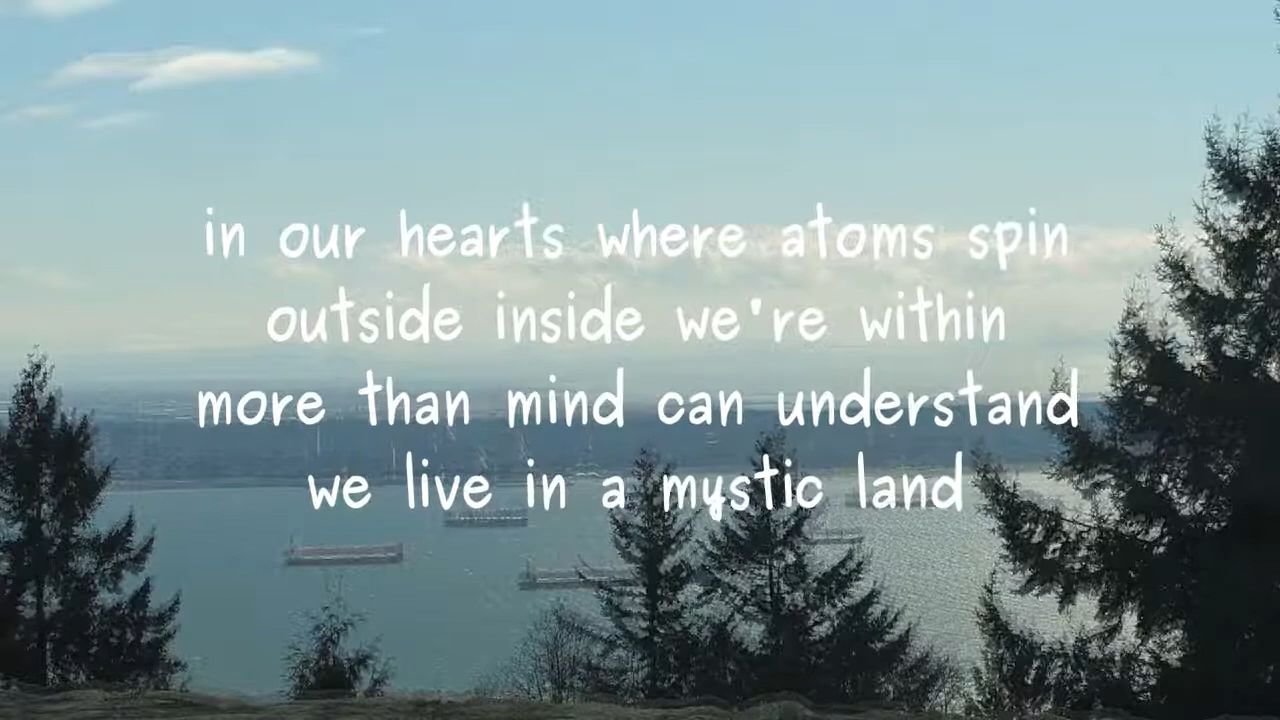 in our hearts where atoms spin
outside inside we're within
more than mind can understand
we live in a mystic land